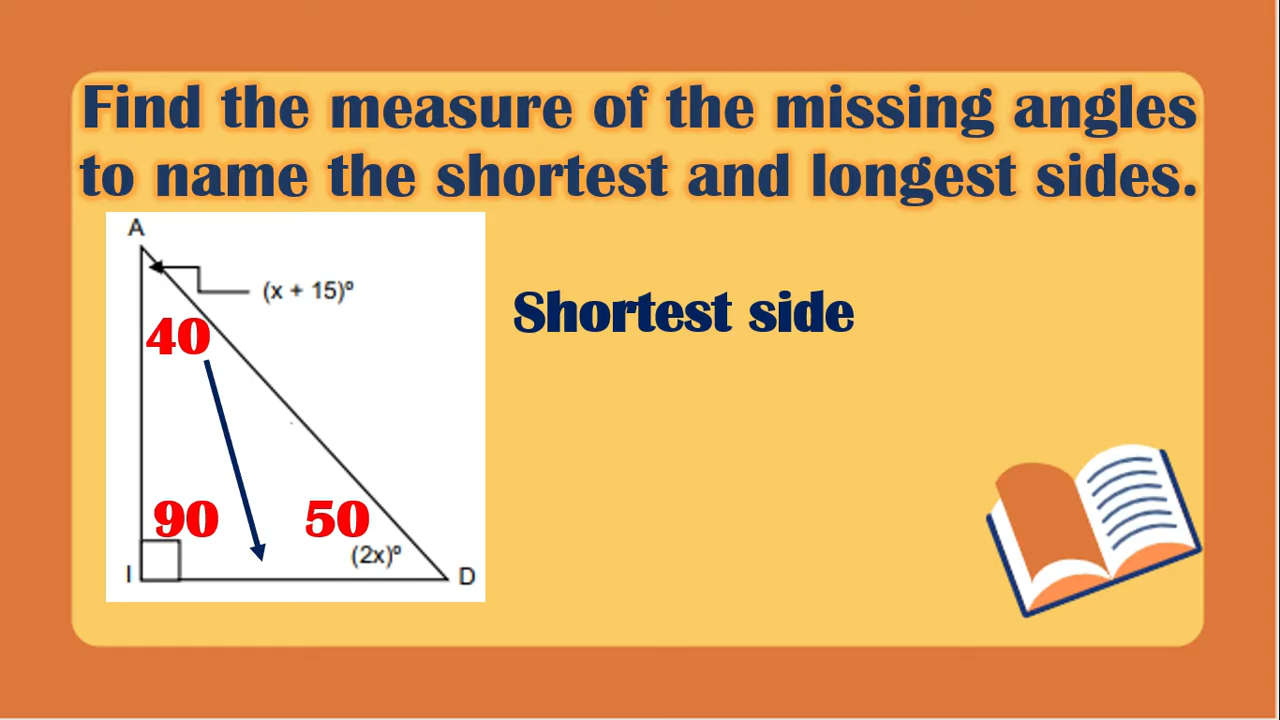 Find the measure of the missing angles
to name the shortest and longest sides.
A
(x + 15)º
40
Shortest side
90
50
(2x)º
I
D